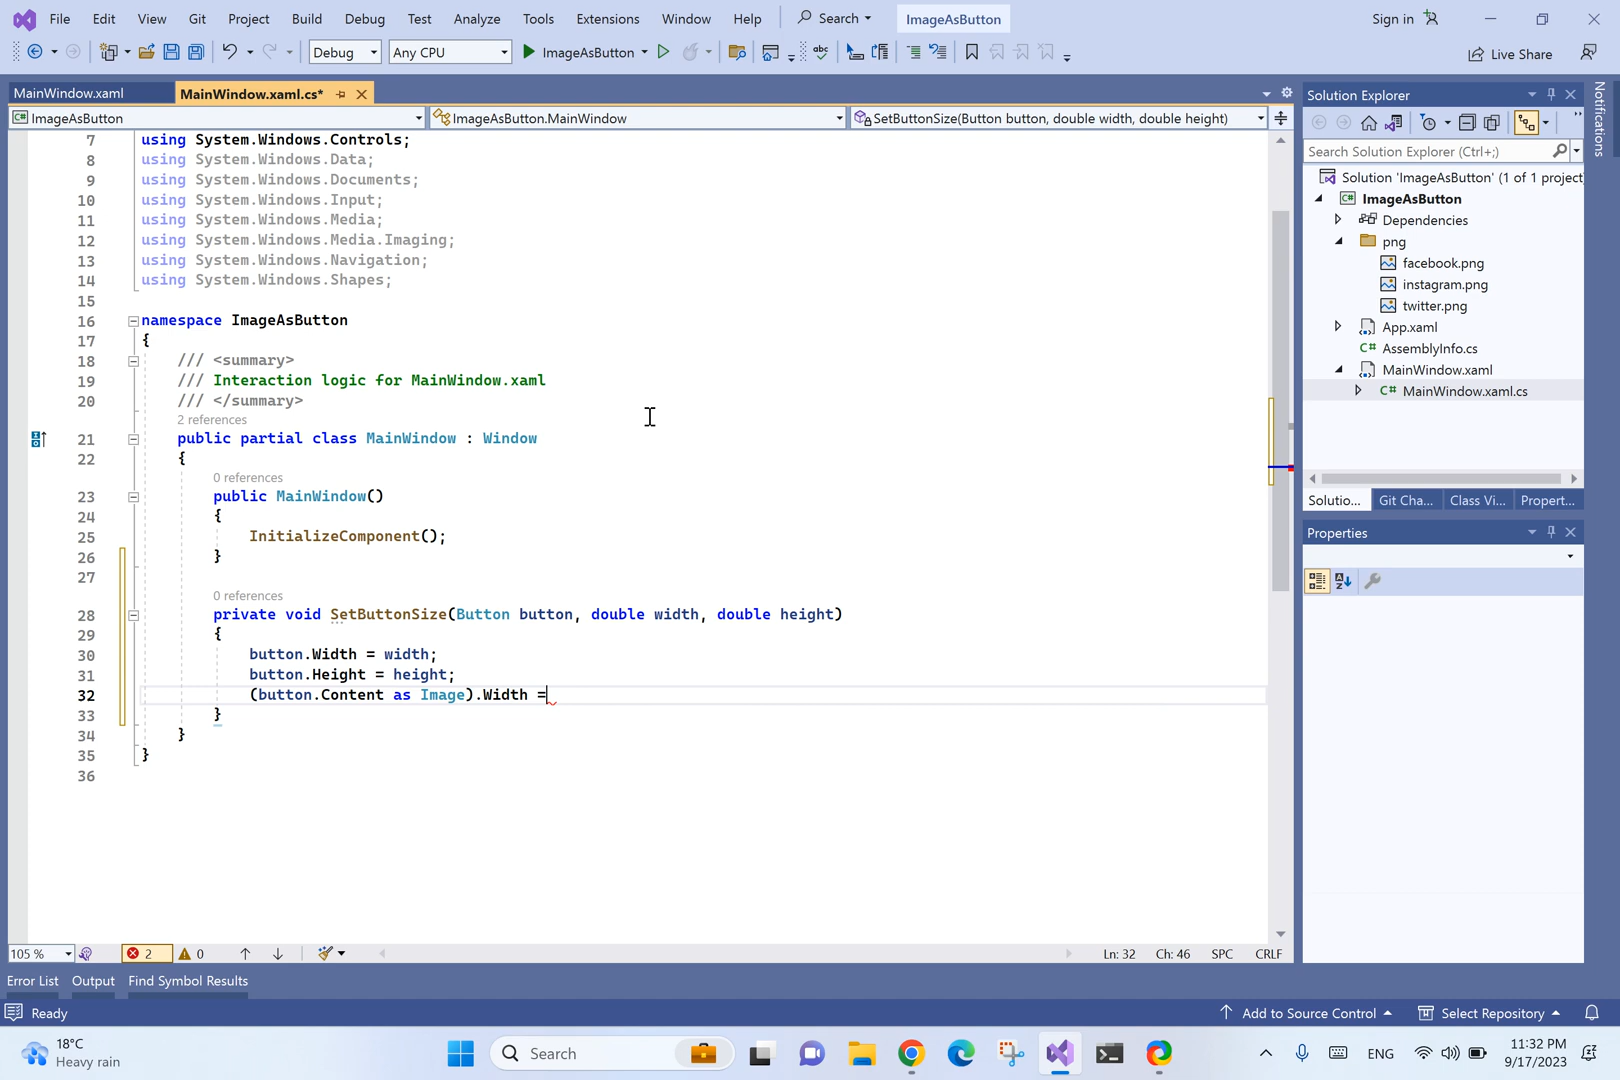 File Edit View Git Project Build Debug Test Analyze Tools Extensions Window Help Search ImageAsButton Sign in
Debug Any CPU ImageAsButton Live Share
MainWindow.xaml MainWindow.xaml.cs*
ImageAsButton ImageAsButton.MainWindow SetButtonSize(Button button, double width, double height)
7 using System.Windows.Controls;
8 using System.Windows.Data;
9 using System.Windows.Documents;
10 using System.Windows.Input;
11 using System.Windows.Media;
12 using System.Windows.Media.Imaging;
13 using System.Windows.Navigation;
14 using System.Windows.Shapes;
15
16 namespace ImageAsButton
17 {
18 /// <summary>
19 /// Interaction logic for MainWindow.xaml
20 /// </summary>
2 references
21 public partial class MainWindow : Window
22 {
0 references
23 public MainWindow()
24 {
25 InitializeComponent();
26 }
27
0 references
28 private void SetButtonSize(Button button, double width, double height)
29 {
30 button.Width = width;
31 button.Height = height;
32 (button.Content as Image).Width =
33 }
34 }
35 }
36
105 % 2 0 Ln: 32 Ch: 46 SPC CRLF
Error List Output Find Symbol Results
Ready Add to Source Control Select Repository
Solution Explorer
Search Solution Explorer (Ctrl+;)
Solution 'ImageAsButton' (1 of 1 project
ImageAsButton
Dependencies
png
facebook.png
instagram.png
twitter.png
App.xaml
AssemblyInfo.cs
MainWindow.xaml
MainWindow.xaml.cs
Solutio... Git Cha... Class Vi... Propert...
Properties
Notifications
18°C
Heavy rain
Search
ENG
11:32 PM
9/17/2023